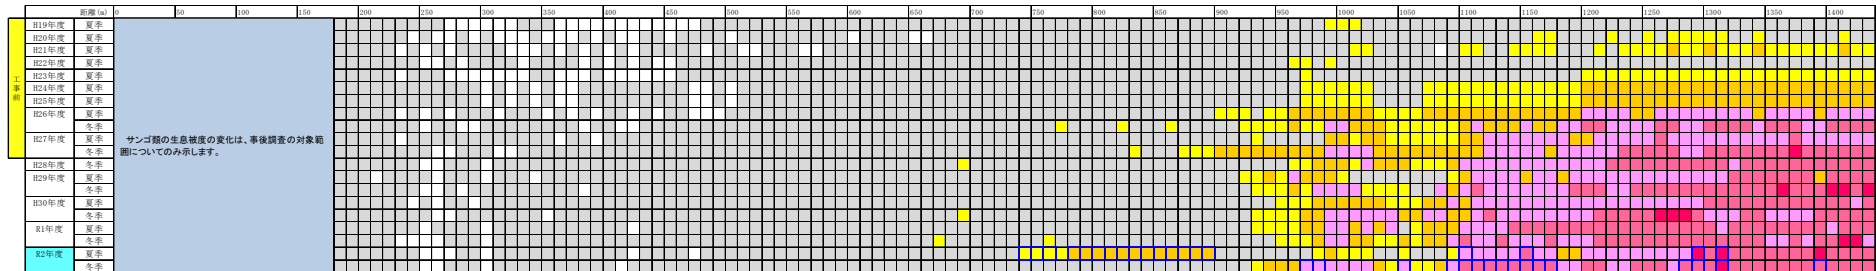 距離(m) 0 50 100 150 200 250 300 350 400 450 500 550 600 650 700 750 800 850 900 950 1000 1050 1100 1150 1200 1250 1300 1350 1400
工事前
H19年度 夏季
H20年度 夏季
H21年度 夏季
H22年度 夏季
H23年度 夏季
H24年度 夏季
H25年度 夏季
H26年度 夏季
冬季
H27年度 夏季
冬季
H28年度 冬季
H29年度 夏季
冬季
H30年度 夏季
冬季
R1年度 夏季
冬季
R2年度 夏季
冬季
サンゴ類の生息被度の変化は、事後調査の対象範
囲についてのみ示します。